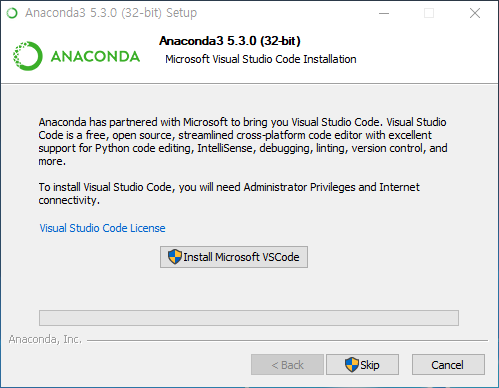 Anaconda3 5.3.0 (32-bit) Setup
ANACONDA
Anaconda3 5.3.0 (32-bit)
Microsoft Visual Studio Code Installation
Anaconda has partnered with Microsoft to bring you Visual Studio Code. Visual Studio
Code is a free, open source, streamlined cross-platform code editor with excellent
support for Python code editing, IntelliSense, debugging, linting, version control, and
more.
To install Visual Studio Code, you will need Administrator Privileges and Internet
connectivity.
Visual Studio Code License
Install Microsoft VSCode
Anaconda, Inc.
< Back
Skip
Cancel